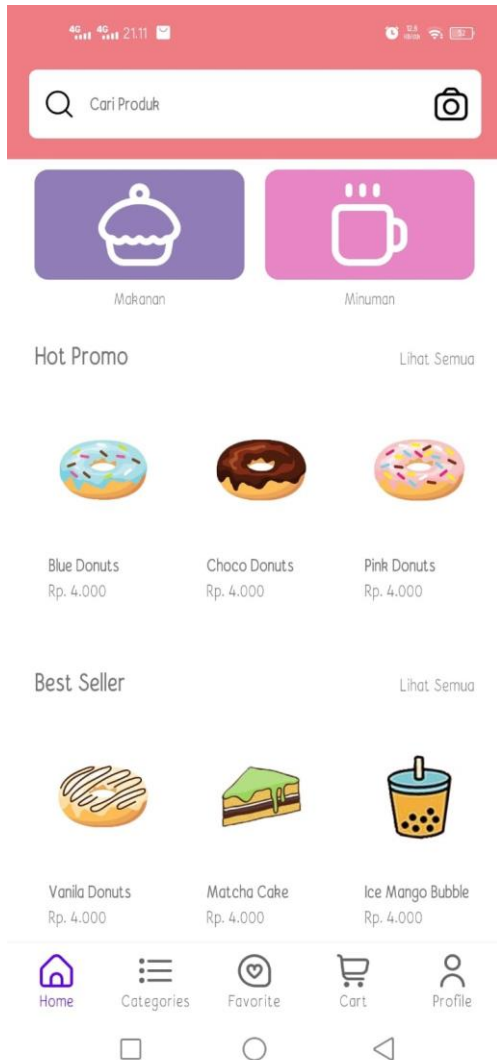 4G 4G 21.11
Cari Produk
Makanan Minuman
Hot Promo Lihat Semua
Blue Donuts Choco Donuts Pink Donuts
Rp. 4.000 Rp. 4.000 Rp. 4.000
Best Seller Lihat Semua
Vanila Donuts Matcha Cake Ice Mango Bubble
Rp. 4.000 Rp. 4.000 Rp. 4.000
Home Categories Favorite Cart Profile